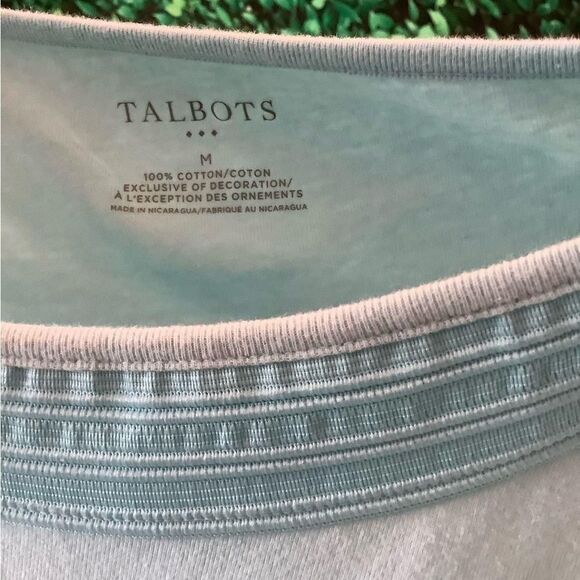 TALBOTS
M
100% COTTON/COTON
EXCLUSIVE OF DECORATION/
À L'EXCEPTION DES ORNEMENTS
MADE IN NICARAGUA/FABRIQUÉ AU NICARAGUA